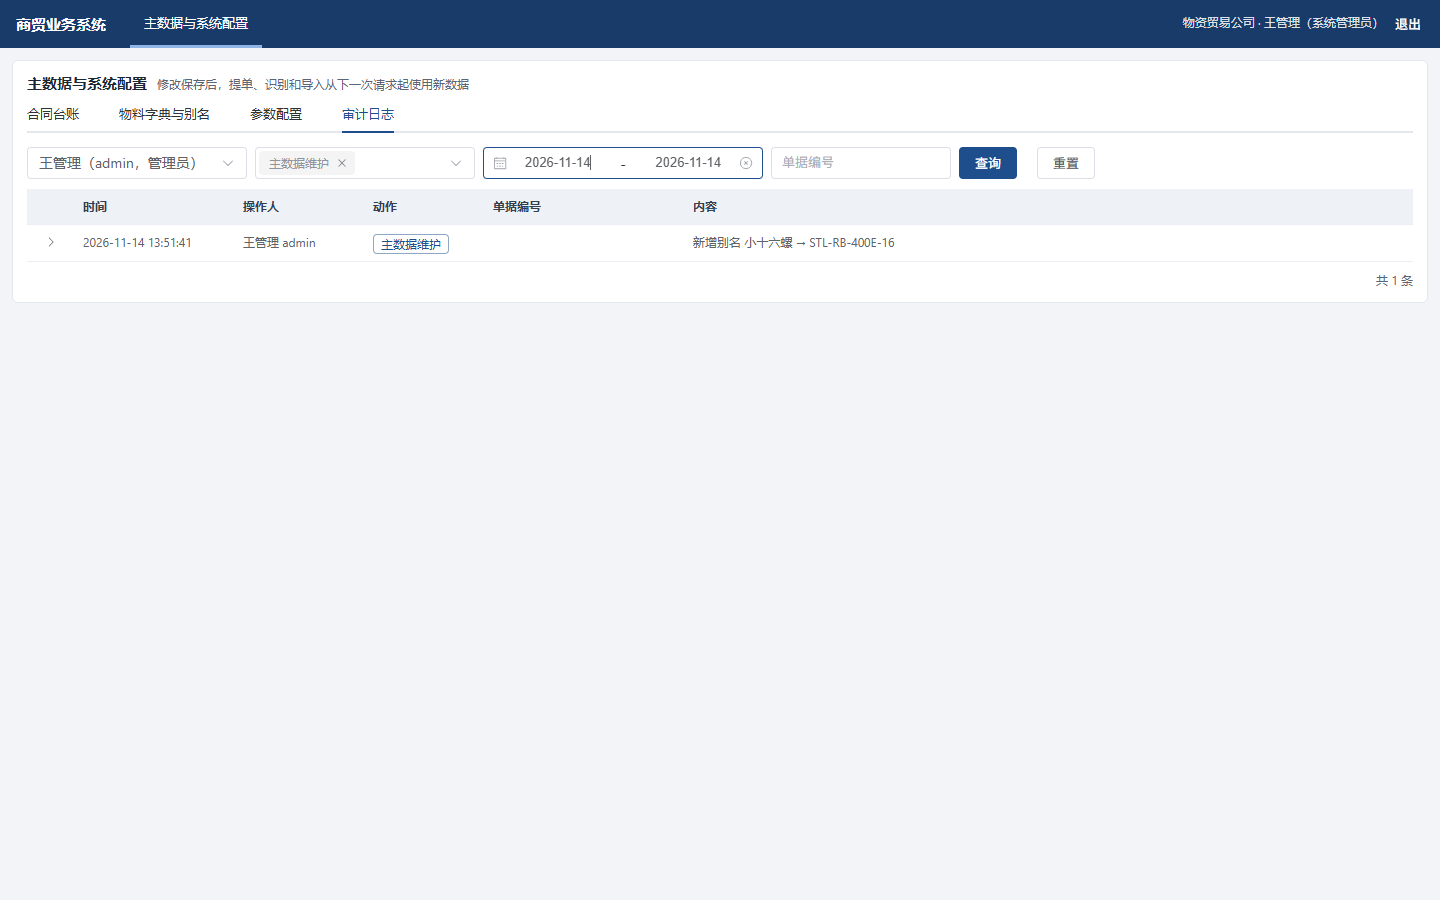 商贸业务系统 主数据与系统配置 物资贸易公司 · 王管理（系统管理员） 退出
主数据与系统配置 修改保存后，提单、识别和导入从下一次请求起使用新数据
合同台账 物料字典与别名 参数配置 审计日志
王管理（admin，管理员） 主数据维护 2026-11-14 - 2026-11-14 单据编号 查询 重置
时间 操作人 动作 单据编号 内容
2026-11-14 13:51:41 王管理 admin 主数据维护 新增别名 小十六螺 → STL-RB-400E-16
共 1 条